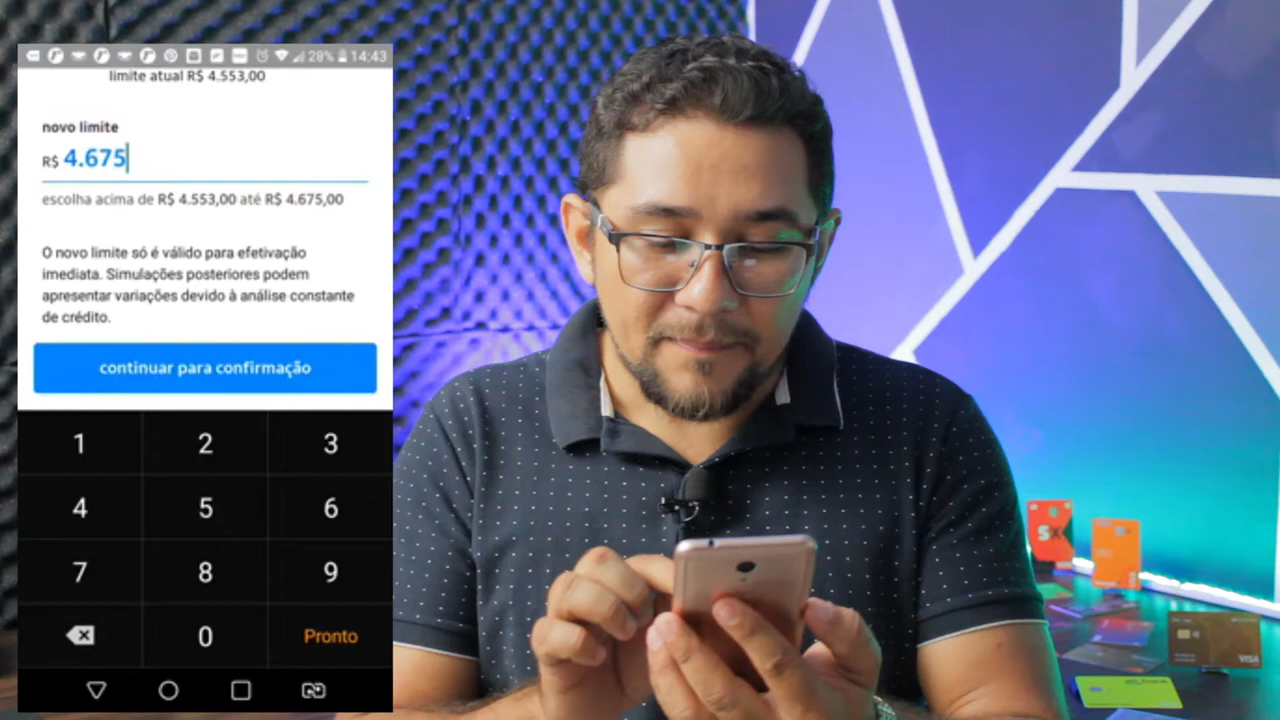 28% 14:43
limite atual R$ 4.553,00
novo limite
R$ 4.675
escolha acima de R$ 4.553,00 até R$ 4.675,00
O novo limite só é válido para efetivação
imediata. Simulações posteriores podem
apresentar variações devido à análise constante
de crédito.
continuar para confirmação
1 2 3
4 5 6
7 8 9
0 Pronto
SX
VISA